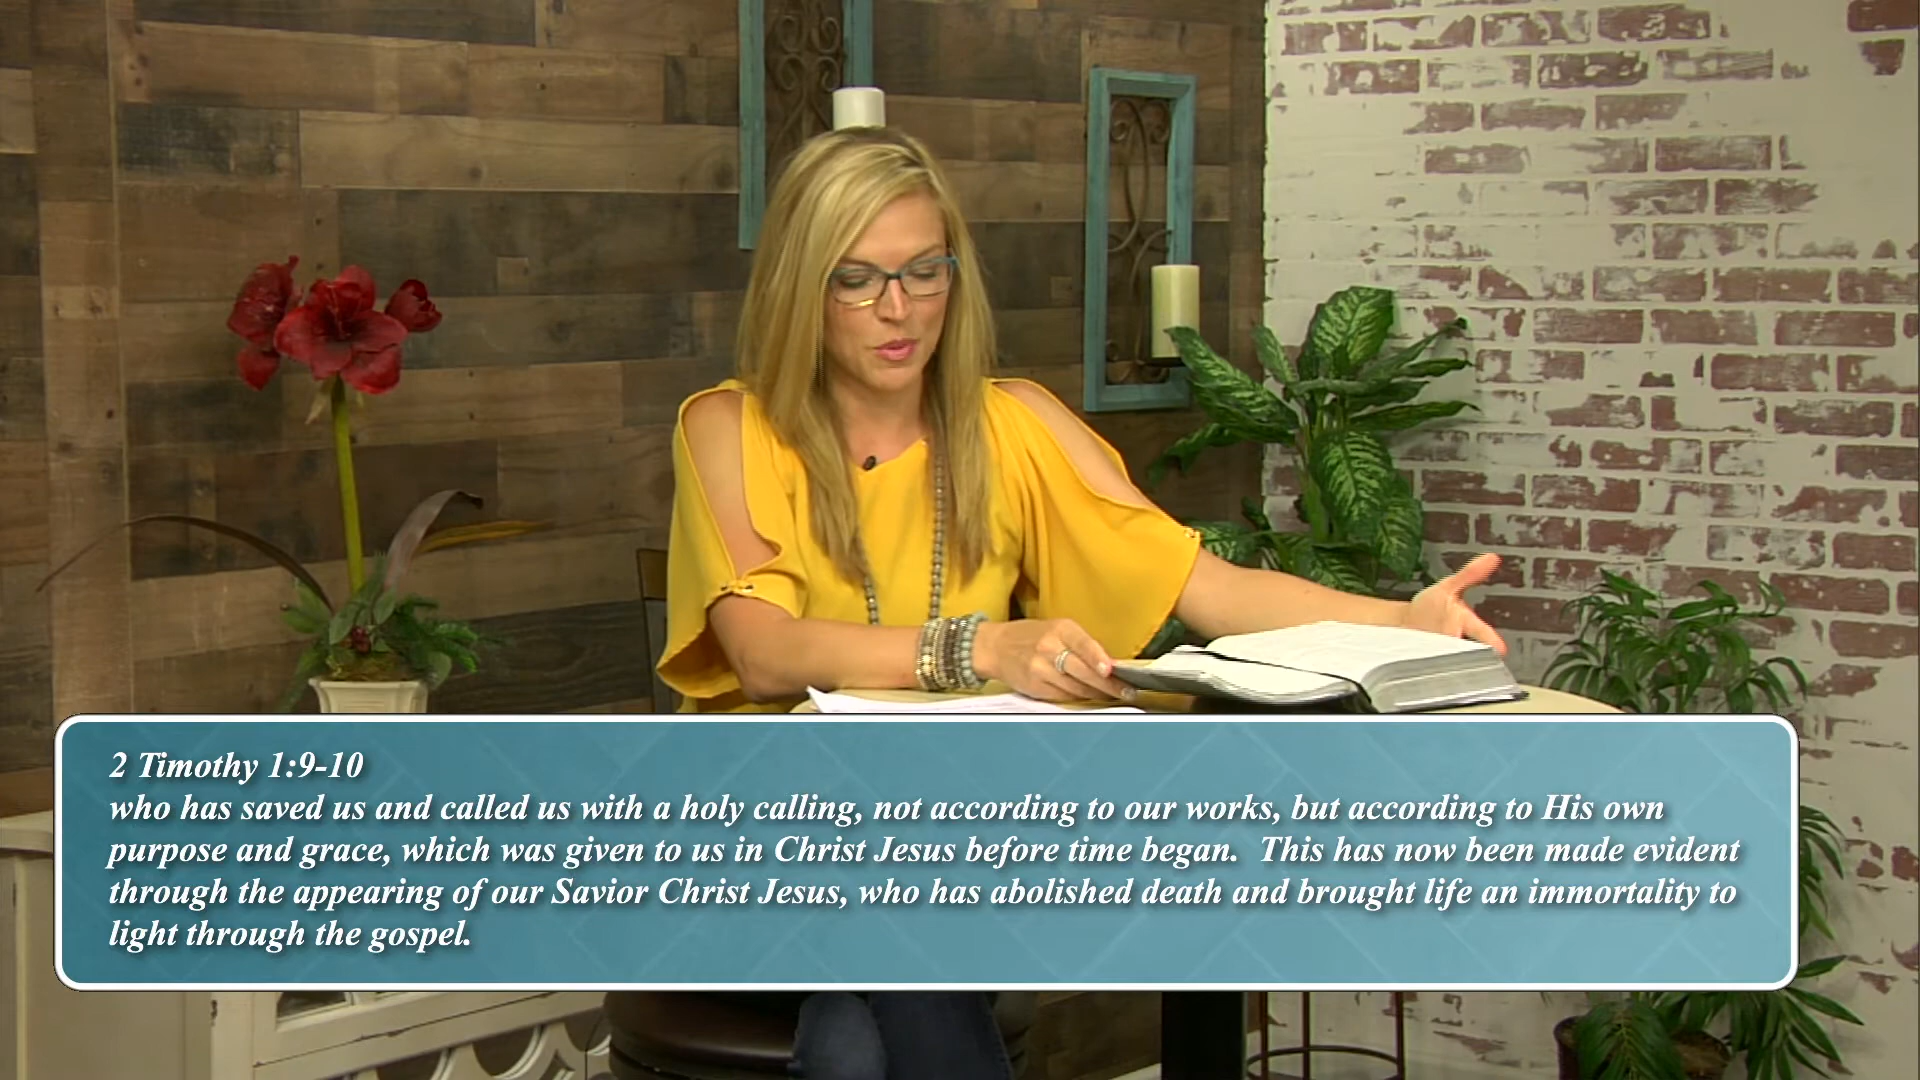 2 Timothy 1:9-10
who has saved us and called us with a holy calling, not according to our works, but according to His own
purpose and grace, which was given to us in Christ Jesus before time began.  This has now been made evident
through the appearing of our Savior Christ Jesus, who has abolished death and brought life an immortality to
light through the gospel.